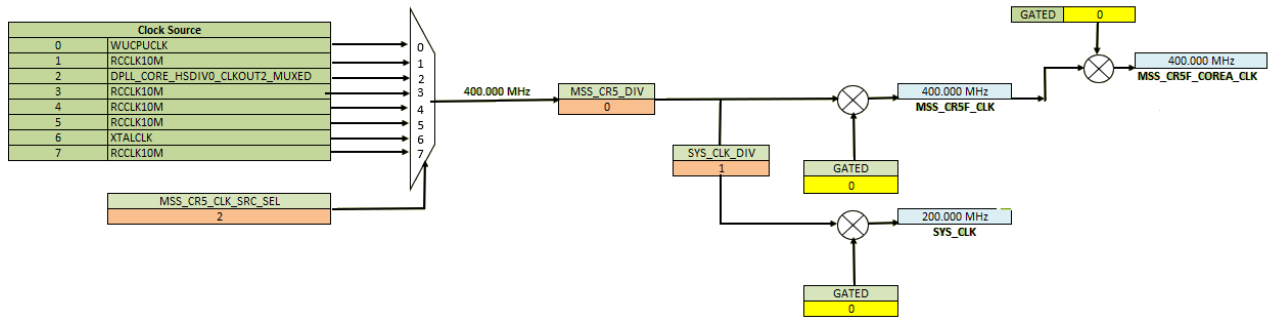 Clock Source
0 WUCPUCLK
1 RCCLK10M
2 DPLL_CORE_HSDIV0_CLKOUT2_MUXED
3 RCCLK10M
4 RCCLK10M
5 RCCLK10M
6 XTALCLK
7 RCCLK10M
0
1
2
3
4
5
6
7
MSS_CR5_CLK_SRC_SEL
2
400.000 MHz
MSS_CR5_DIV
0
SYS_CLK_DIV
1
GATED
0
400.000 MHz
MSS_CR5F_CLK
GATED
0
200.000 MHz
SYS_CLK
GATED 0
400.000 MHz
MSS_CR5F_COREA_CLK